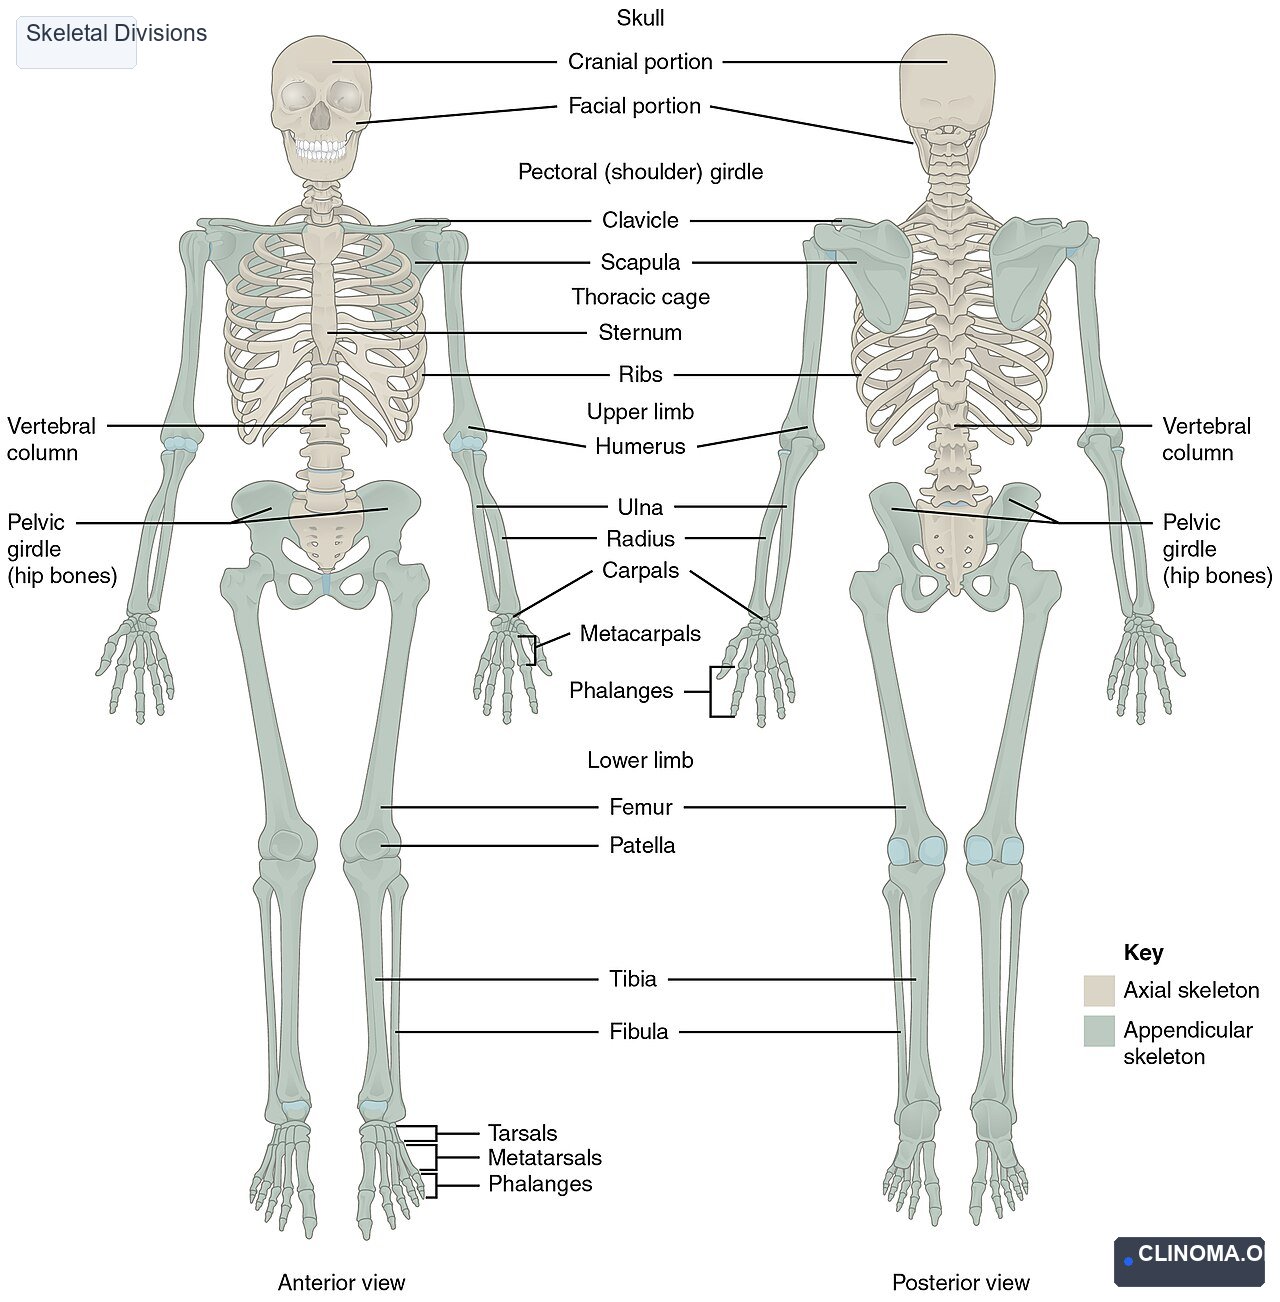 Skeletal Divisions
Skull
Cranial portion
Facial portion
Pectoral (shoulder) girdle
Clavicle
Scapula
Thoracic cage
Sternum
Ribs
Upper limb
Humerus
Vertebral
column
Vertebral
column
Ulna
Radius
Carpals
Pelvic
girdle
(hip bones)
Pelvic
girdle
(hip bones)
Metacarpals
Phalanges
Lower limb
Femur
Patella
Tibia
Fibula
Key
Axial skeleton
Appendicular
skeleton
Tarsals
Metatarsals
Phalanges
Anterior view
Posterior view
CLINOMA.O